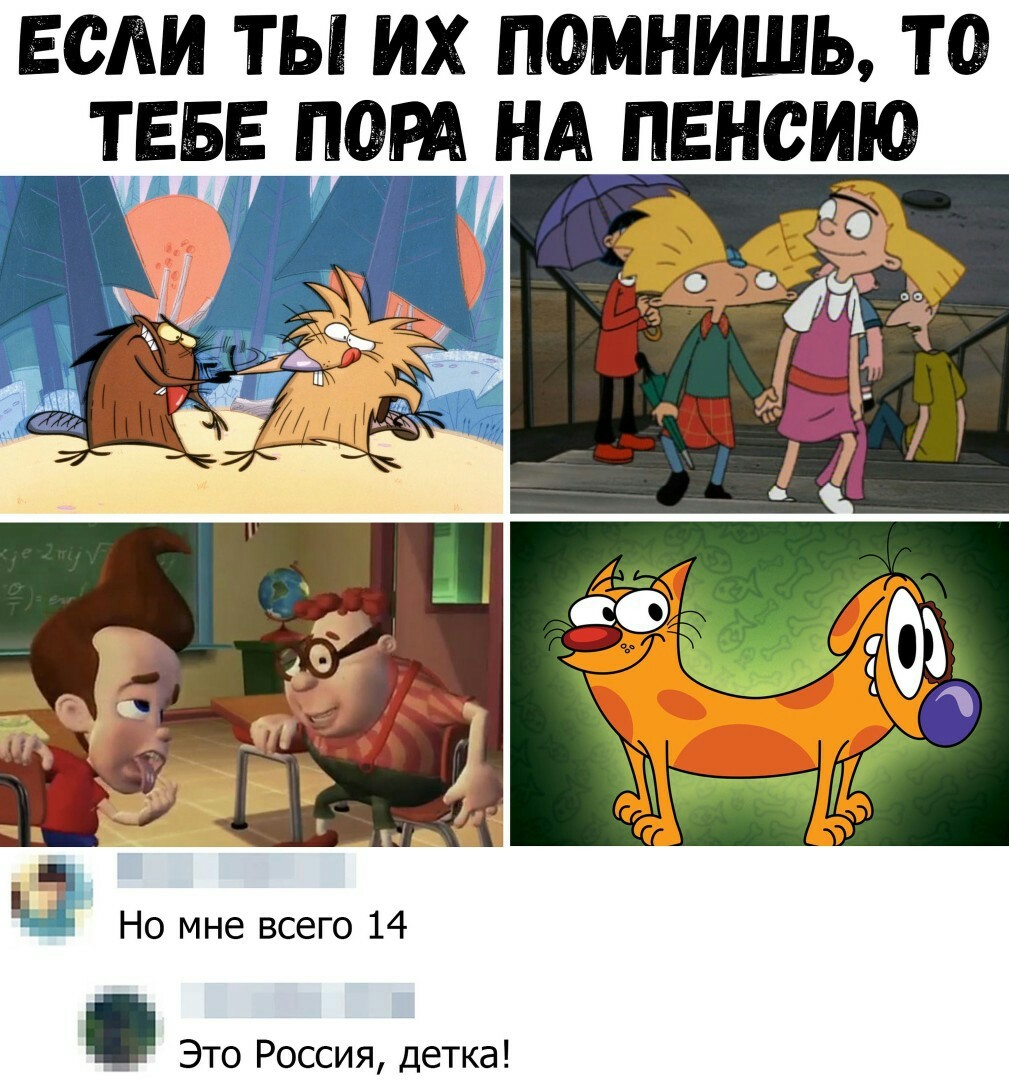 ЕСЛИ ТЫ ИХ ПОМНИШЬ, ТО
ТЕБЕ ПОРА НА ПЕНСИЮ
Но мне всего 14
Это Россия, детка!